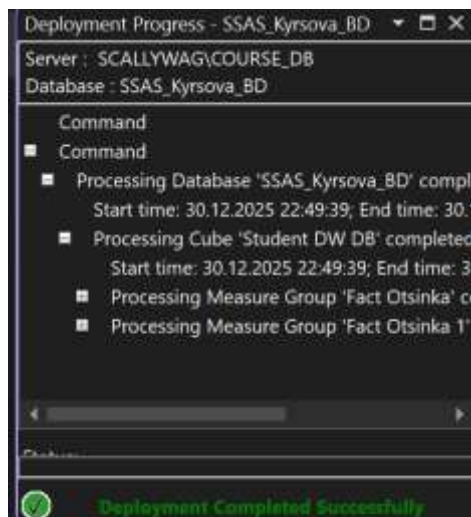 Deployment Progress - SSAS_Kyrsova_BD
Server : SCALLYWAG\COURSE_DB
Database : SSAS_Kyrsova_BD
Command
Command
Processing Database 'SSAS_Kyrsova_BD' compl
Start time: 30.12.2025 22:49:39; End time: 30.
Processing Cube 'Student DW DB' completed
Start time: 30.12.2025 22:49:39; End time: 3
Processing Measure Group 'Fact Otsinka' c
Processing Measure Group 'Fact Otsinka 1'
Deployment Completed Successfully